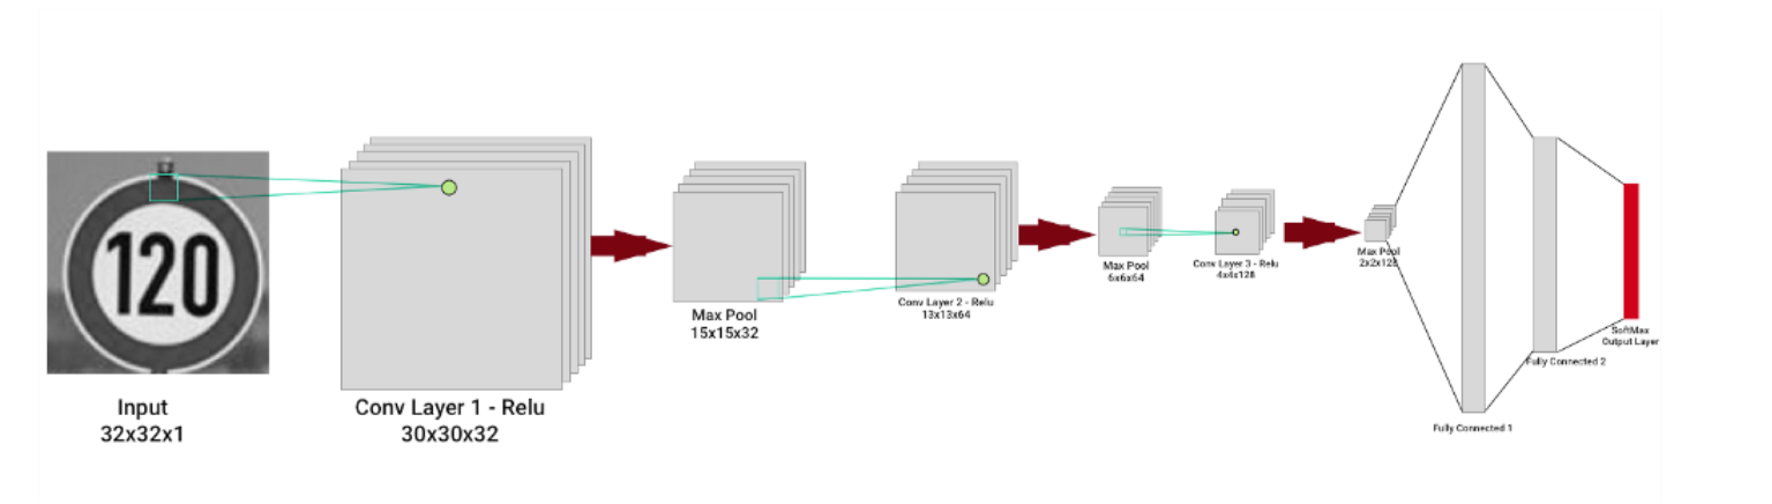 120
Input
32x32x1
Conv Layer 1 - Relu
30x30x32
Max Pool
15x15x32
Conv Layer 2 - Relu
13x13x64
Max Pool
6x6x64
Conv Layer 3 - Relu
4x4x128
Max Pool
2x2x128
Fully Connected 1
Fully Connected 2
SoftMax
Output Layer